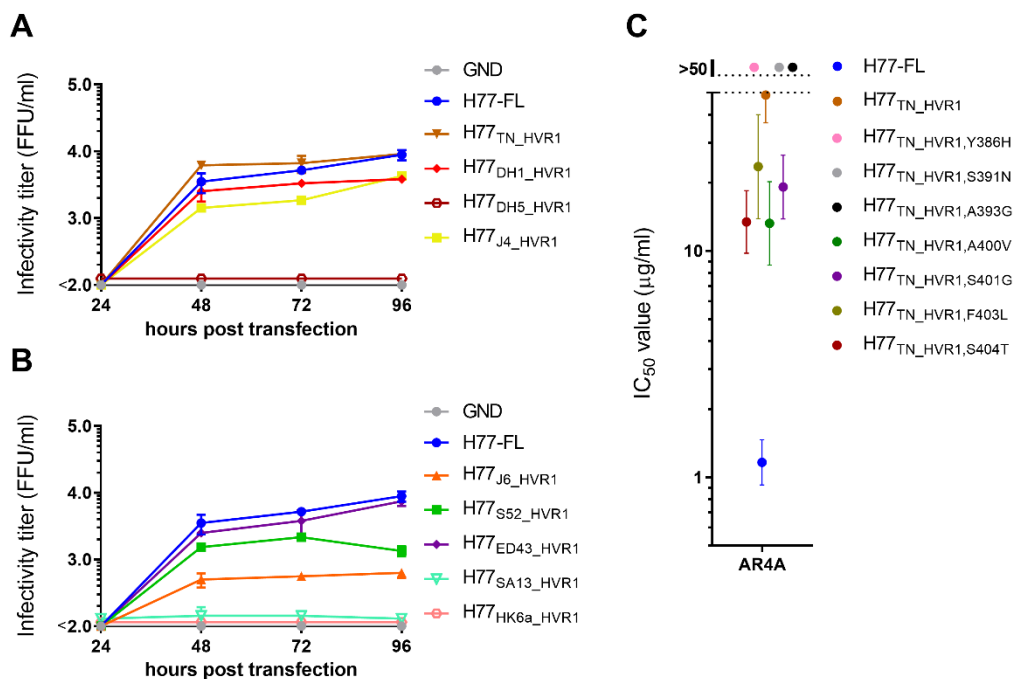 A
Infectivity titer (FFU/ml)
5.0
4.0
3.0
<2.0
24
48
72
96
hours post transfection
GND
H77-FL
H77TN_HVR1
H77DH1_HVR1
H77DH5_HVR1
H77J4_HVR1
B
Infectivity titer (FFU/ml)
5.0
4.0
3.0
<2.0
24
48
72
96
hours post transfection
GND
H77-FL
H77J6_HVR1
H77S52_HVR1
H77ED43_HVR1
H77SA13_HVR1
H77HK6a_HVR1
C
IC50 value (µg/ml)
>50
10
1
AR4A
H77-FL
H77TN_HVR1
H77TN_HVR1,Y386H
H77TN_HVR1,S391N
H77TN_HVR1,A393G
H77TN_HVR1,A400V
H77TN_HVR1,S401G
H77TN_HVR1,F403L
H77TN_HVR1,S404T